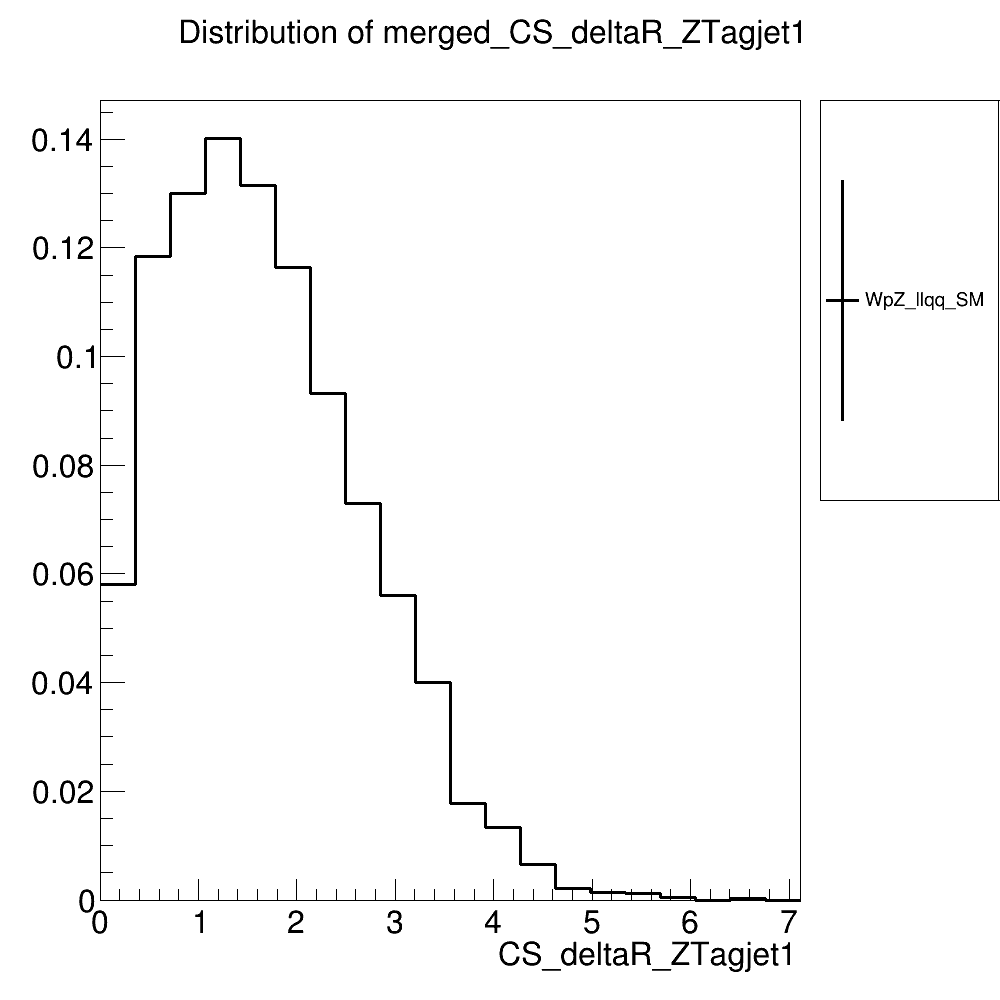 Distribution of merged_CS_deltaR_ZTagjet1
0.14
0.12
0.1
0.08
0.06
0.04
0.02
0
0 1 2 3 4 5 6 7
CS_deltaR_ZTagjet1
WpZ_llqq_SM